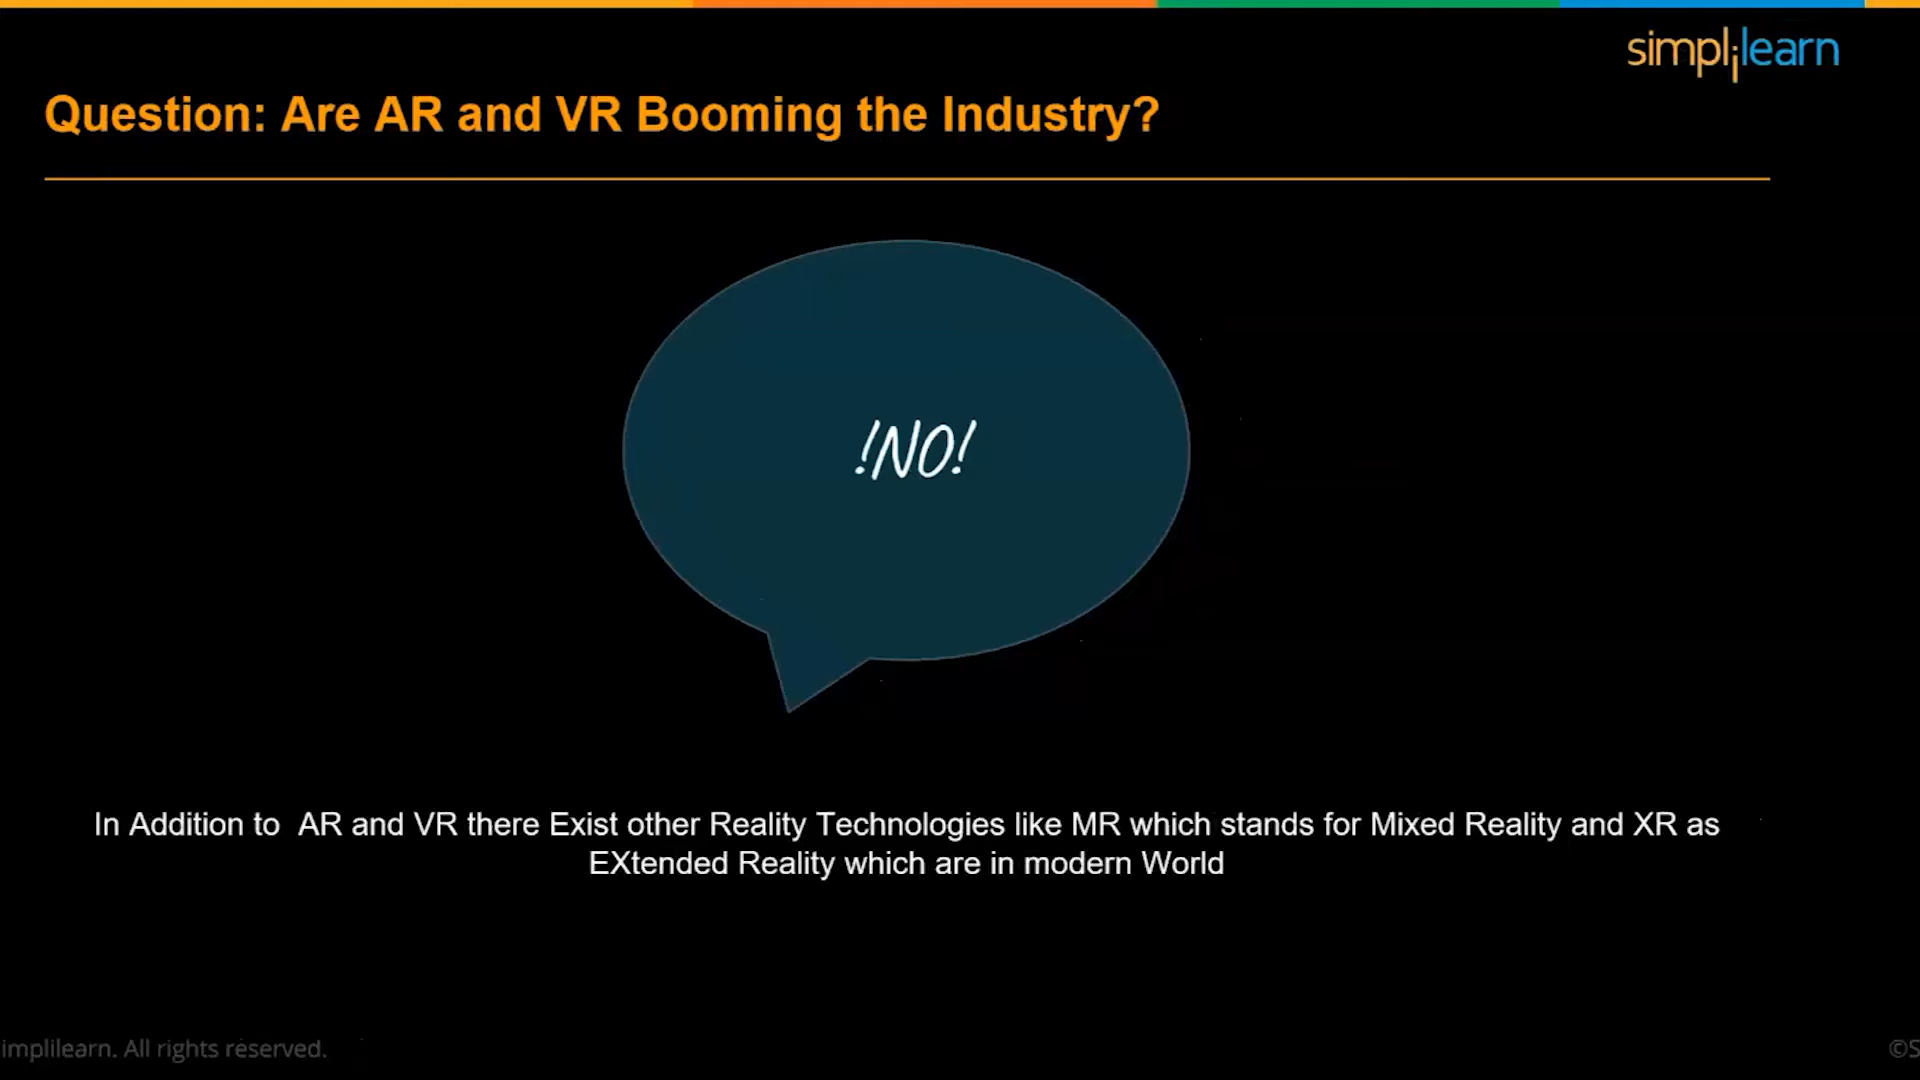 simplilearn
Question: Are AR and VR Booming the Industry?
!NO!
In Addition to  AR and VR there Exist other Reality Technologies like MR which stands for Mixed Reality and XR as
EXtended Reality which are in modern World
implilearn. All rights reserved.
©S